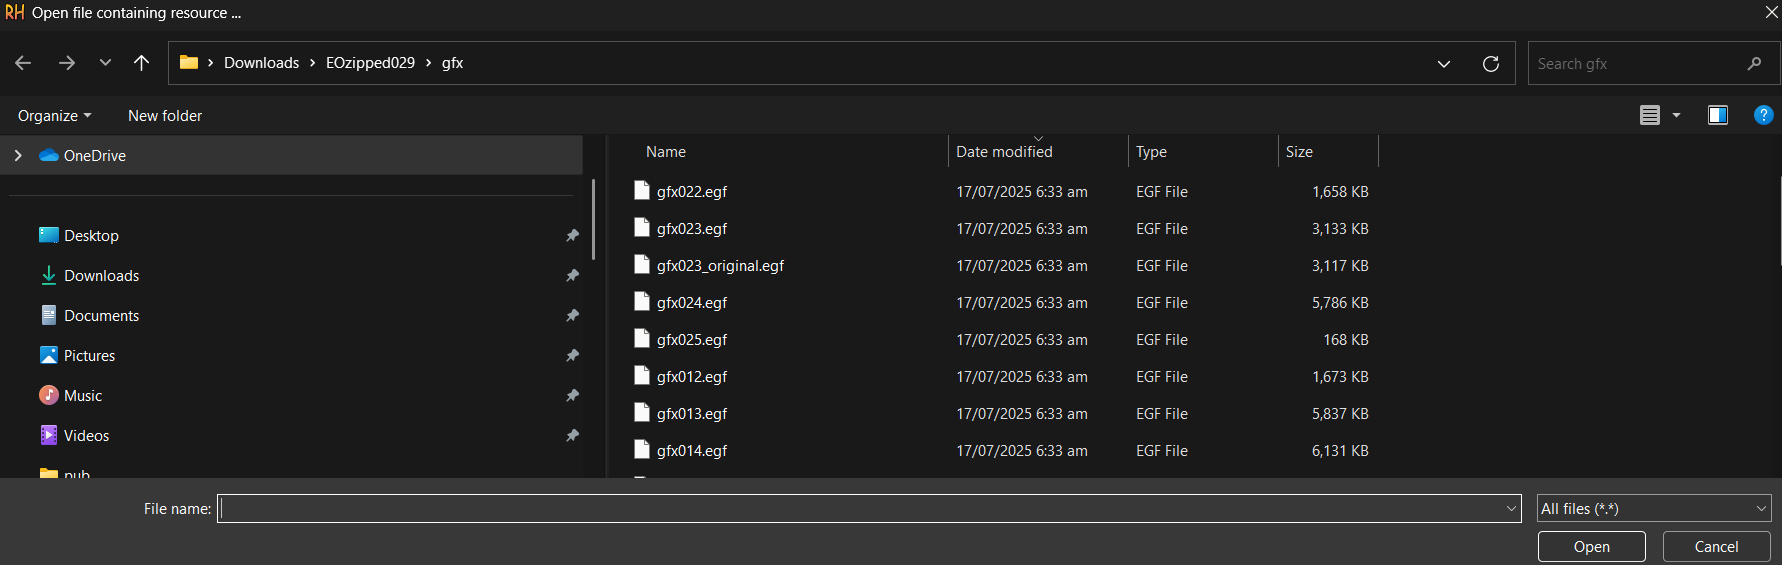 RH Open file containing resource ...
Downloads > EOzipped029 > gfx
Search gfx
Organize
New folder
?
OneDrive
Desktop
Downloads
Documents
Pictures
Music
Videos
pub
Name Date modified Type Size
gfx022.egf 17/07/2025 6:33 am EGF File 1,658 KB
gfx023.egf 17/07/2025 6:33 am EGF File 3,133 KB
gfx023_original.egf 17/07/2025 6:33 am EGF File 3,117 KB
gfx024.egf 17/07/2025 6:33 am EGF File 5,786 KB
gfx025.egf 17/07/2025 6:33 am EGF File 168 KB
gfx012.egf 17/07/2025 6:33 am EGF File 1,673 KB
gfx013.egf 17/07/2025 6:33 am EGF File 5,837 KB
gfx014.egf 17/07/2025 6:33 am EGF File 6,131 KB
File name:
All files (*.*)
Open
Cancel